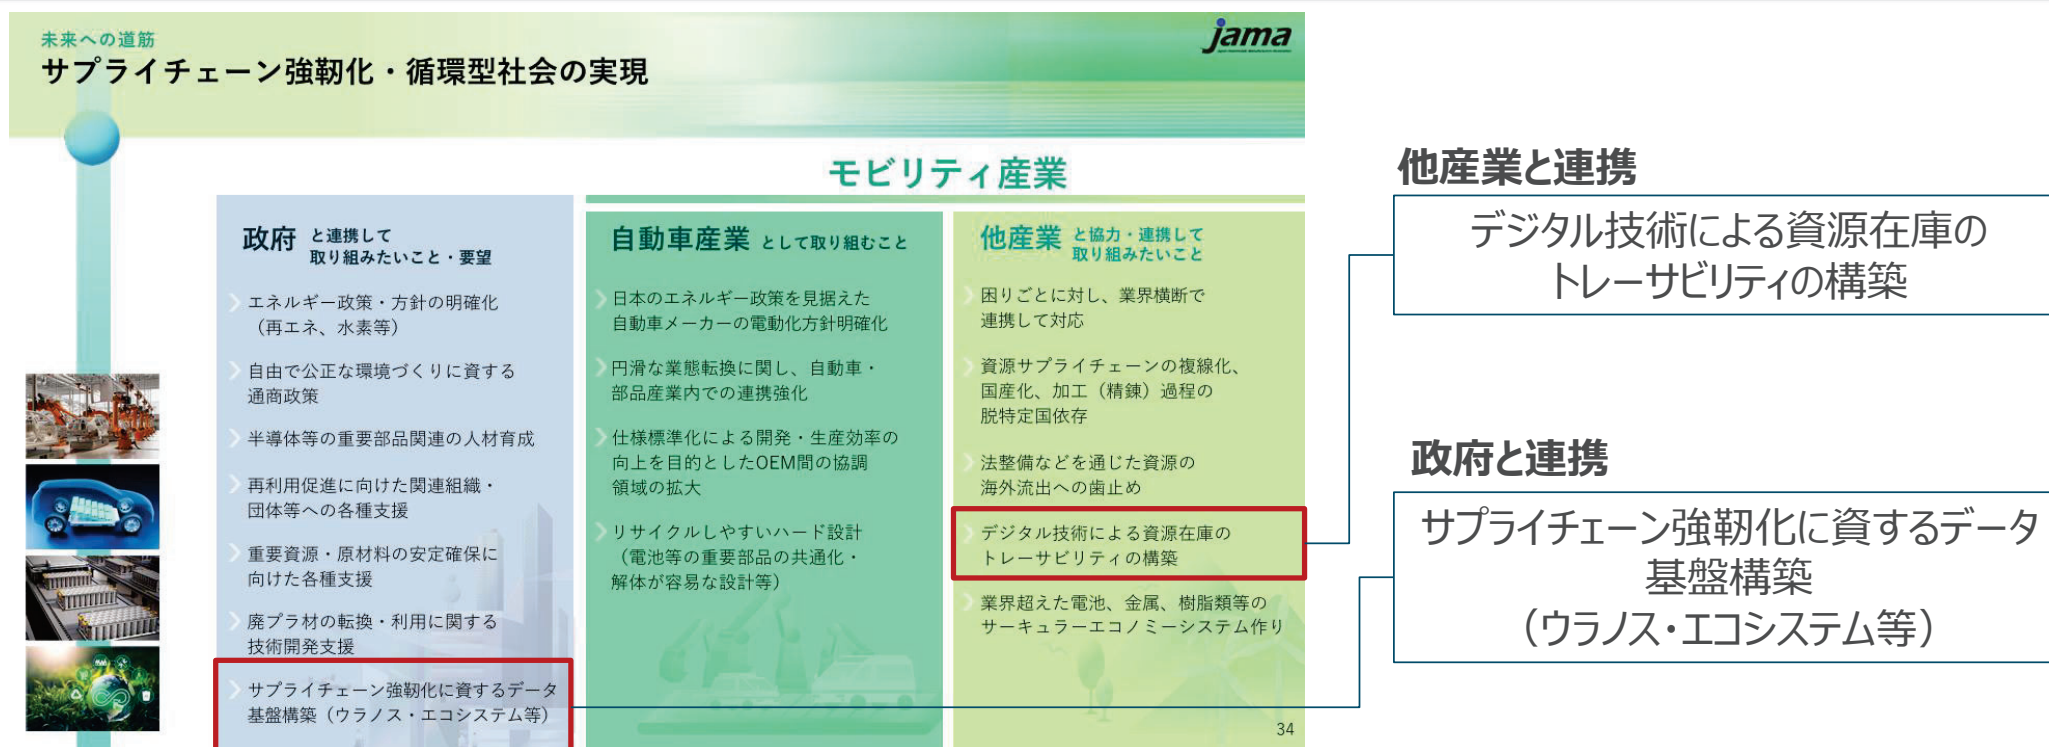 未来への道筋
サプライチェーン強靭化・循環型社会の実現
jama
モビリティ産業
政府 と連携して
取り組みたいこと・要望
エネルギー政策・方針の明確化
（再エネ、水素等）
自由で公正な環境づくりに資する
通商政策
半導体等の重要部品関連の人材育成
再利用促進に向けた関連組織・
団体等への各種支援
重要資源・原材料の安定確保に
向けた各種支援
廃プラ材の転換・利用に関する
技術開発支援
サプライチェーン強靭化に資するデータ
基盤構築（ウラノス・エコシステム等）
自動車産業 として取り組むこと
日本のエネルギー政策を見据えた
自動車メーカーの電動化方針明確化
円滑な業態転換に関し、自動車・
部品産業内での連携強化
仕様標準化による開発・生産効率の
向上を目的としたOEM間の協調
領域の拡大
リサイクルしやすいハード設計
（電池等の重要部品の共通化・
解体が容易な設計等）
他産業 と協力・連携して
取り組みたいこと
困りごとに対し、業界横断で
連携して対応
資源サプライチェーンの複線化、
国産化、加工（精錬）過程の
脱特定国依存
法整備などを通じた資源の
海外流出への歯止め
デジタル技術による資源在庫の
トレーサビリティの構築
業界超えた電池、金属、樹脂類等の
サーキュラーエコノミーシステム作り
34
他産業と連携
デジタル技術による資源在庫の
トレーサビリティの構築
政府と連携
サプライチェーン強靭化に資するデータ
基盤構築
（ウラノス・エコシステム等）